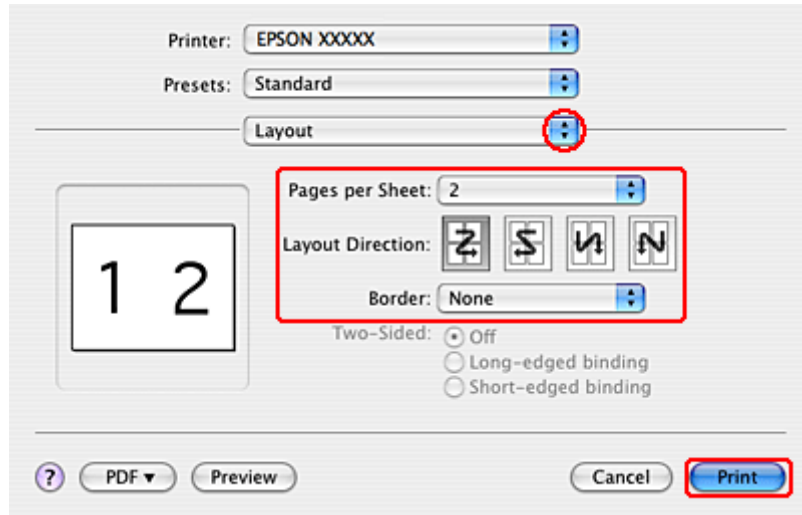 Printer: EPSON XXXXX
Presets: Standard
Layout
Pages per Sheet: 2
Layout Direction:
Border: None
1 2
Two-Sided: Off
Long-edged binding
Short-edged binding
? PDF Preview Cancel Print